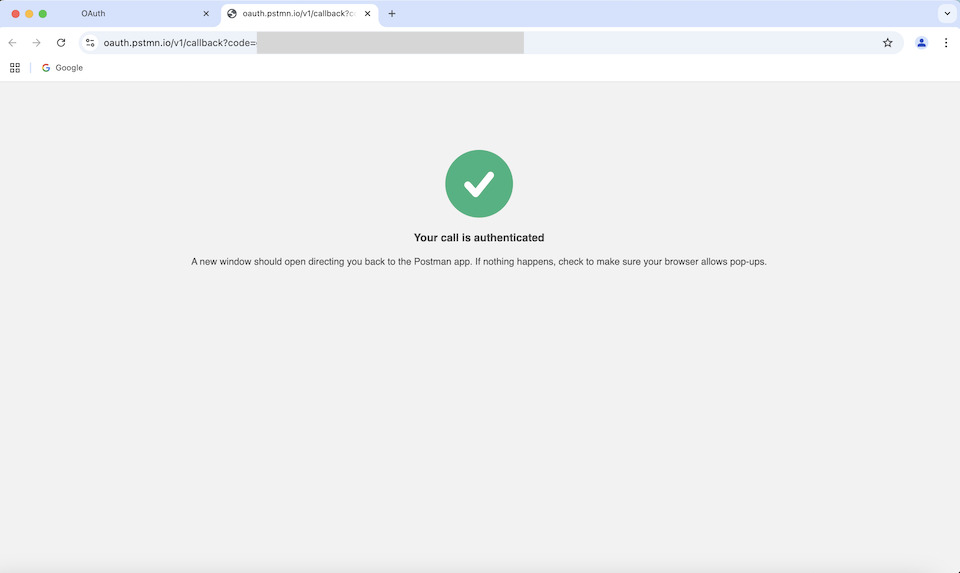 OAuth
oauth.pstmn.io/v1/callback?c
oauth.pstmn.io/v1/callback?code=
Google
Your call is authenticated
A new window should open directing you back to the Postman app. If nothing happens, check to make sure your browser allows pop-ups.